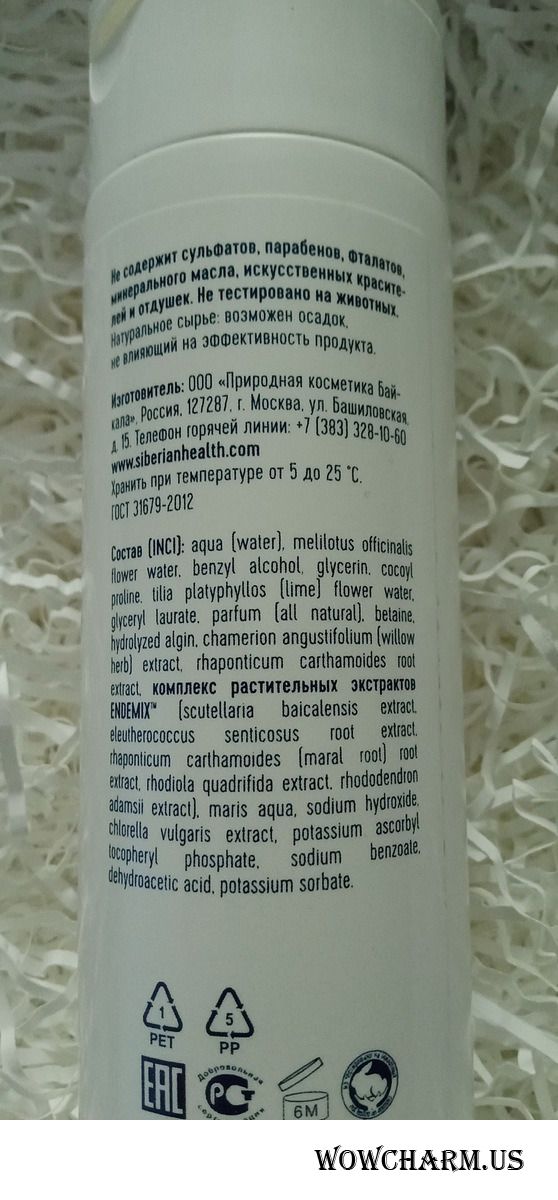 Не содержит сульфатов, парабенов, фталатов,
минерального масла, искусственных красите-
лей и отдушек. Не тестировано на животных.
Натуральное сырье: возможен осадок,
не влияющий на эффективность продукта.
Изготовитель: ООО «Природная косметика Бай-
кала», Россия, 127287, г. Москва, ул. Башиловская,
д. 15. Телефон горячей линии: +7 (383) 328-10-60
www.siberianhealth.com
Хранить при температуре от 5 до 25 °C.
ГОСТ 31679-2012
Состав (INCI): aqua (water), melilotus officinalis
flower water, benzyl alcohol, glycerin, cocoyl
proline, tilia platyphyllos (lime) flower water,
glyceryl laurate, parfum (all natural), betaine,
hydrolyzed algin, chamerion angustifolium (willow
herb) extract, rhaponticum carthamoides root
extract, комплекс растительных экстрактов
ENDEMIX™ (scutellaria baicalensis extract,
eleutherococcus senticosus root extract,
rhaponticum carthamoides (maral root) root
extract, rhodiola quadrifida extract, rhododendron
adamsii extract), maris aqua, sodium hydroxide,
chlorella vulgaris extract, potassium ascorbyl
tocopheryl phosphate, sodium benzoate,
dehydroacetic acid, potassium sorbate.
1 5
PET PP
EAC Добровольная РСТ 6M
WOWCHARM.US